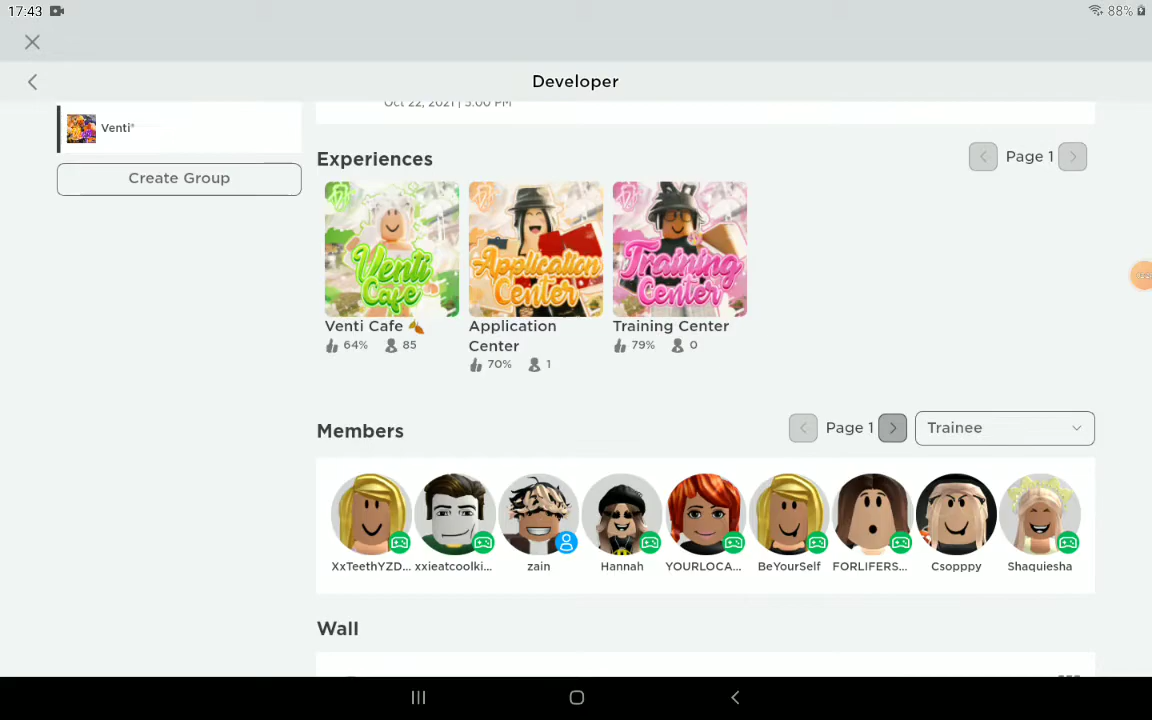 17:43
88%
Developer
Oct 22, 2021 | 5:00 PM
Venti*
Create Group
Experiences
Page 1
Venti Cafe
Application Center
Training Center
Venti Cafe 🍂
Application
Center
Training Center
64% 85
70% 1
79% 0
Members
Page 1
Trainee
XxTeethYZD... xxieatcoolki... zain Hannah YOURLOCA... BeYourSelf FORLIFERS... Csopppy Shaquiesha
Wall